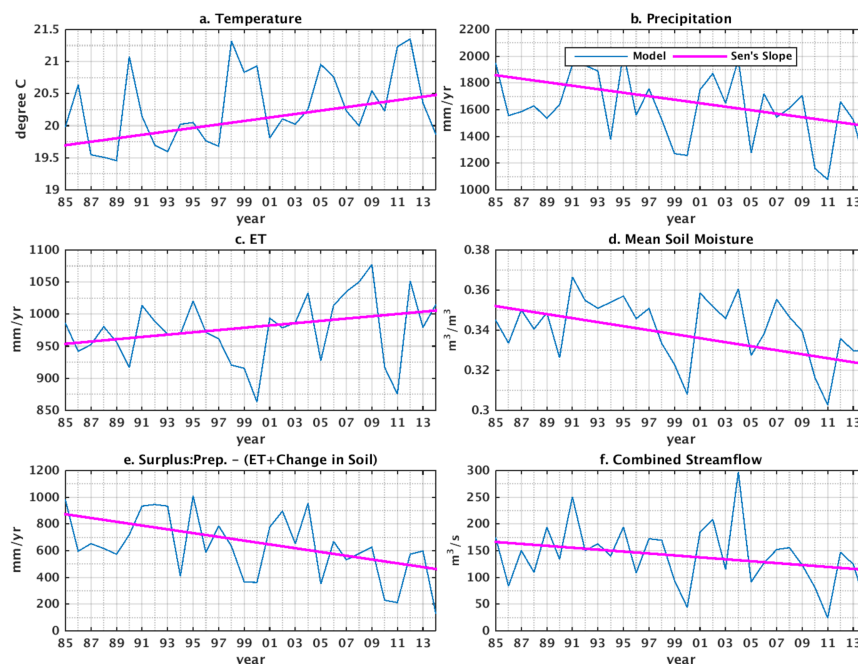 a. Temperature
21.5
21
20.5
20
19.5
19
degree C
85 87 89 91 93 95 97 99 01 03 05 07 09 11 13
year
b. Precipitation
2200
2000
1800
1600
1400
1200
1000
mm/yr
Model Sen's Slope
85 87 89 91 93 95 97 99 01 03 05 07 09 11 13
year
c. ET
1100
1050
1000
950
900
850
mm/yr
85 87 89 91 93 95 97 99 01 03 05 07 09 11 13
year
d. Mean Soil Moisture
0.38
0.36
0.34
0.32
0.3
m³/m³
85 87 89 91 93 95 97 99 01 03 05 07 09 11 13
year
e. Surplus:Prep. - (ET+Change in Soil)
1200
1000
800
600
400
200
0
mm/yr
85 87 89 91 93 95 97 99 01 03 05 07 09 11 13
year
f. Combined Streamflow
300
250
200
150
100
50
0
m³/s
85 87 89 91 93 95 97 99 01 03 05 07 09 11 13
year